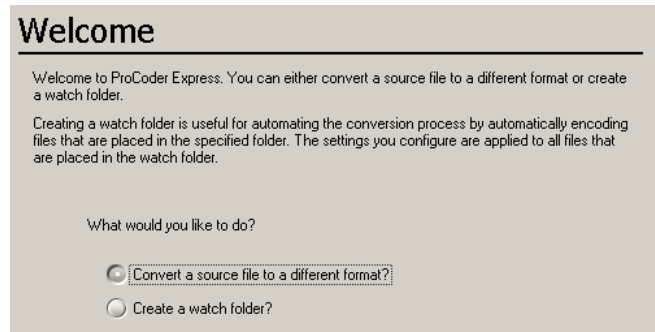 Welcome
Welcome to ProCoder Express. You can either convert a source file to a different format or create
a watch folder.
Creating a watch folder is useful for automating the conversion process by automatically encoding
files that are placed in the specified folder. The settings you configure are applied to all files that
are placed in the watch folder.
What would you like to do?
Convert a source file to a different format?
Create a watch folder?